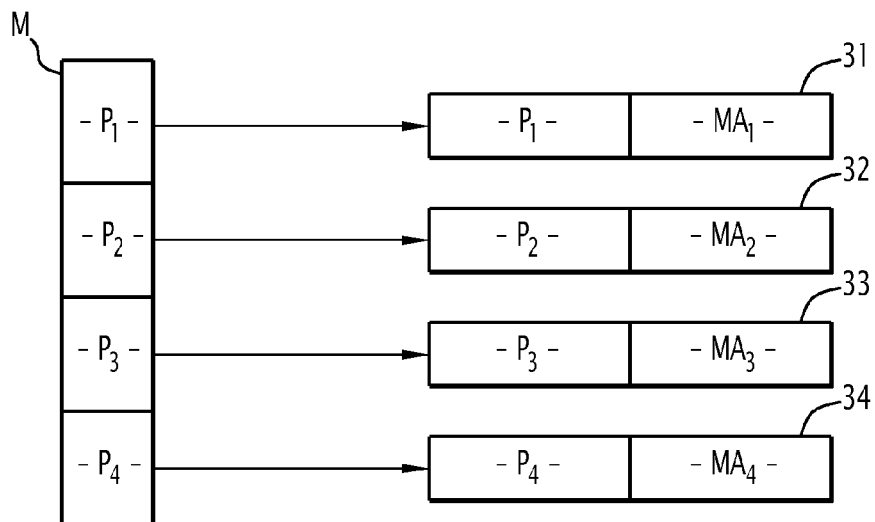 M
31
- P₁ - - P₁ - - MA₁ -
32
- P₂ - - P₂ - - MA₂ -
33
- P₃ - - P₃ - - MA₃ -
34
- P₄ - - P₄ - - MA₄ -